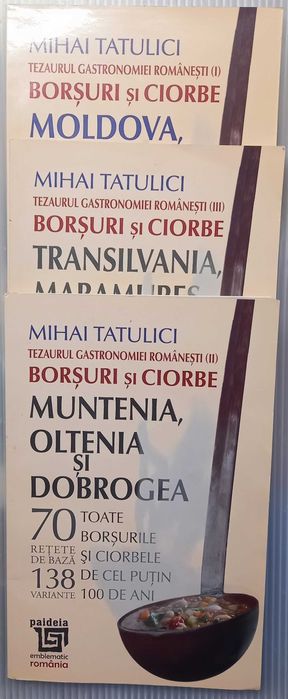 MIHAI TATULICI
TEZAURUL GASTRONOMIEI ROMÂNEȘTI (I)
BORȘURI ȘI CIORBE
MOLDOVA,
MIHAI TATULICI
TEZAURUL GASTRONOMIEI ROMÂNEȘTI (III)
BORȘURI ȘI CIORBE
TRANSILVANIA,
MARAMUREȘ
MIHAI TATULICI
TEZAURUL GASTRONOMIEI ROMÂNEȘTI (II)
BORȘURI ȘI CIORBE
MUNTENIA,
OLTENIA
ȘI
DOBROGEA
70 TOATE
REȚETE BORȘURILE
DE BAZĂ ȘI CIORBELE
138 DE CEL PUȚIN
VARIANTE 100 DE ANI
paideia
emblematic
românia